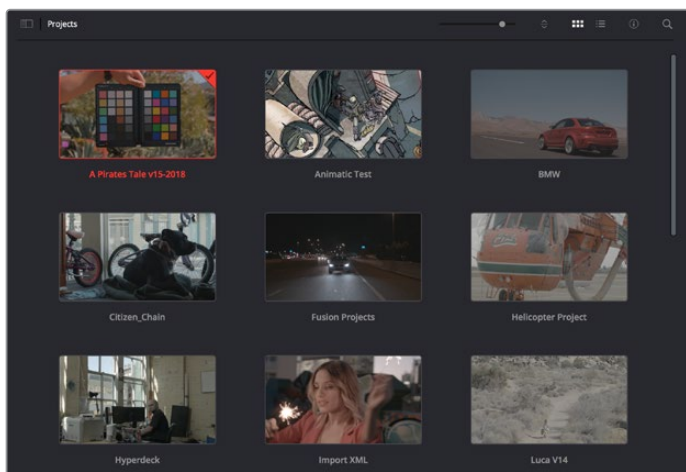 Projects
A Pirates Tale v15-2018
Animatic Test
BMW
Citizen_Chain
Fusion Projects
Helicopter Project
Hyperdeck
Import XML
Luca V14